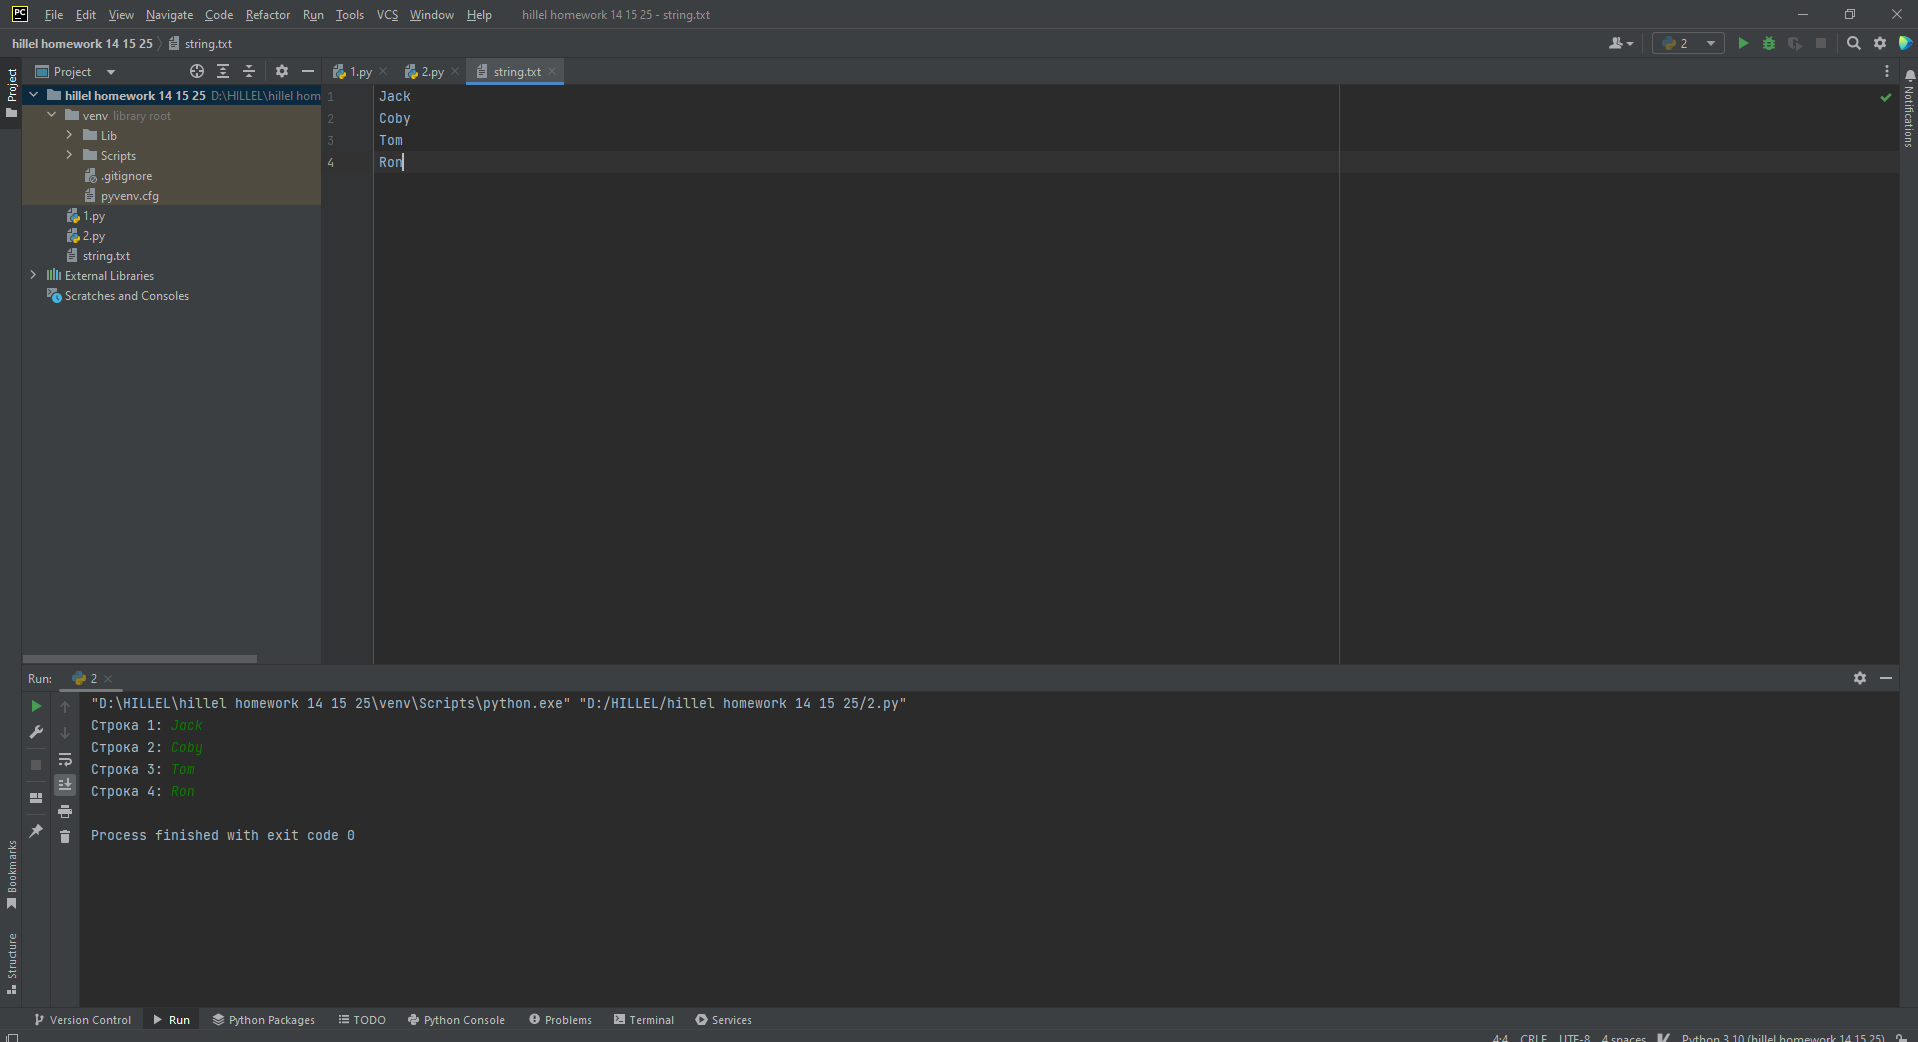 PC File Edit View Navigate Code Refactor Run Tools VCS Window Help hillel homework 14 15 25 - string.txt
hillel homework 14 15 25 string.txt 2
Project
Project
1.py 2.py string.txt
hillel homework 14 15 25 D:\HILLEL\hillel hom
venv library root
Lib
Scripts
.gitignore
pyvenv.cfg
1.py
2.py
string.txt
External Libraries
Scratches and Consoles
1 Jack
2 Coby
3 Tom
4 Ron
Notifications
Run: 2
"D:\HILLEL\hillel homework 14 15 25\venv\Scripts\python.exe" "D:/HILLEL/hillel homework 14 15 25/2.py"
Строка 1: Jack
Строка 2: Coby
Строка 3: Tom
Строка 4: Ron
Process finished with exit code 0
Bookmarks
Structure
Version Control Run Python Packages TODO Python Console Problems Terminal Services
4:4 CRLF UTF-8 4 spaces Python 3.10 (hillel homework 14 15 25)